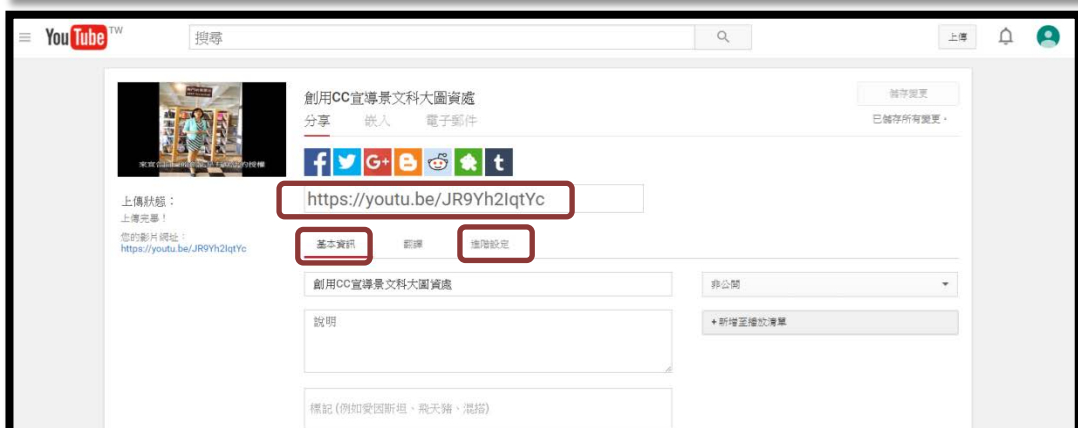 YouTube TW
搜尋
上傳
創用CC宣導景文科大圖資處
儲存變更
分享 嵌入 電子郵件
已儲存所有變更。
https://youtu.be/JR9Yh2IqtYc
上傳狀態：
上傳完畢！
您的影片網址：
https://youtu.be/JR9Yh2IqtYc
基本資訊 翻譯 進階設定
創用CC宣導景文科大圖資處
非公開
說明
+ 新增至播放清單
標記 (例如愛因斯坦、飛天豬、混搭)